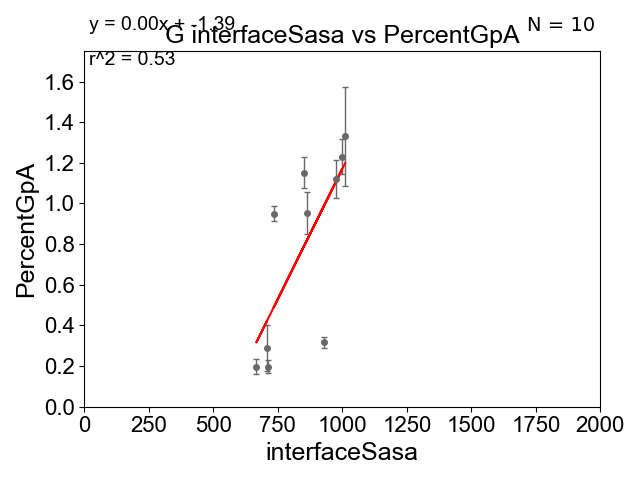 y = 0.00x + -1.39
N = 10
G interfaceSasa vs PercentGpA
r^2 = 0.53
PercentGpA
1.6
1.4
1.2
1.0
0.8
0.6
0.4
0.2
0.0
0 250 500 750 1000 1250 1500 1750 2000
interfaceSasa